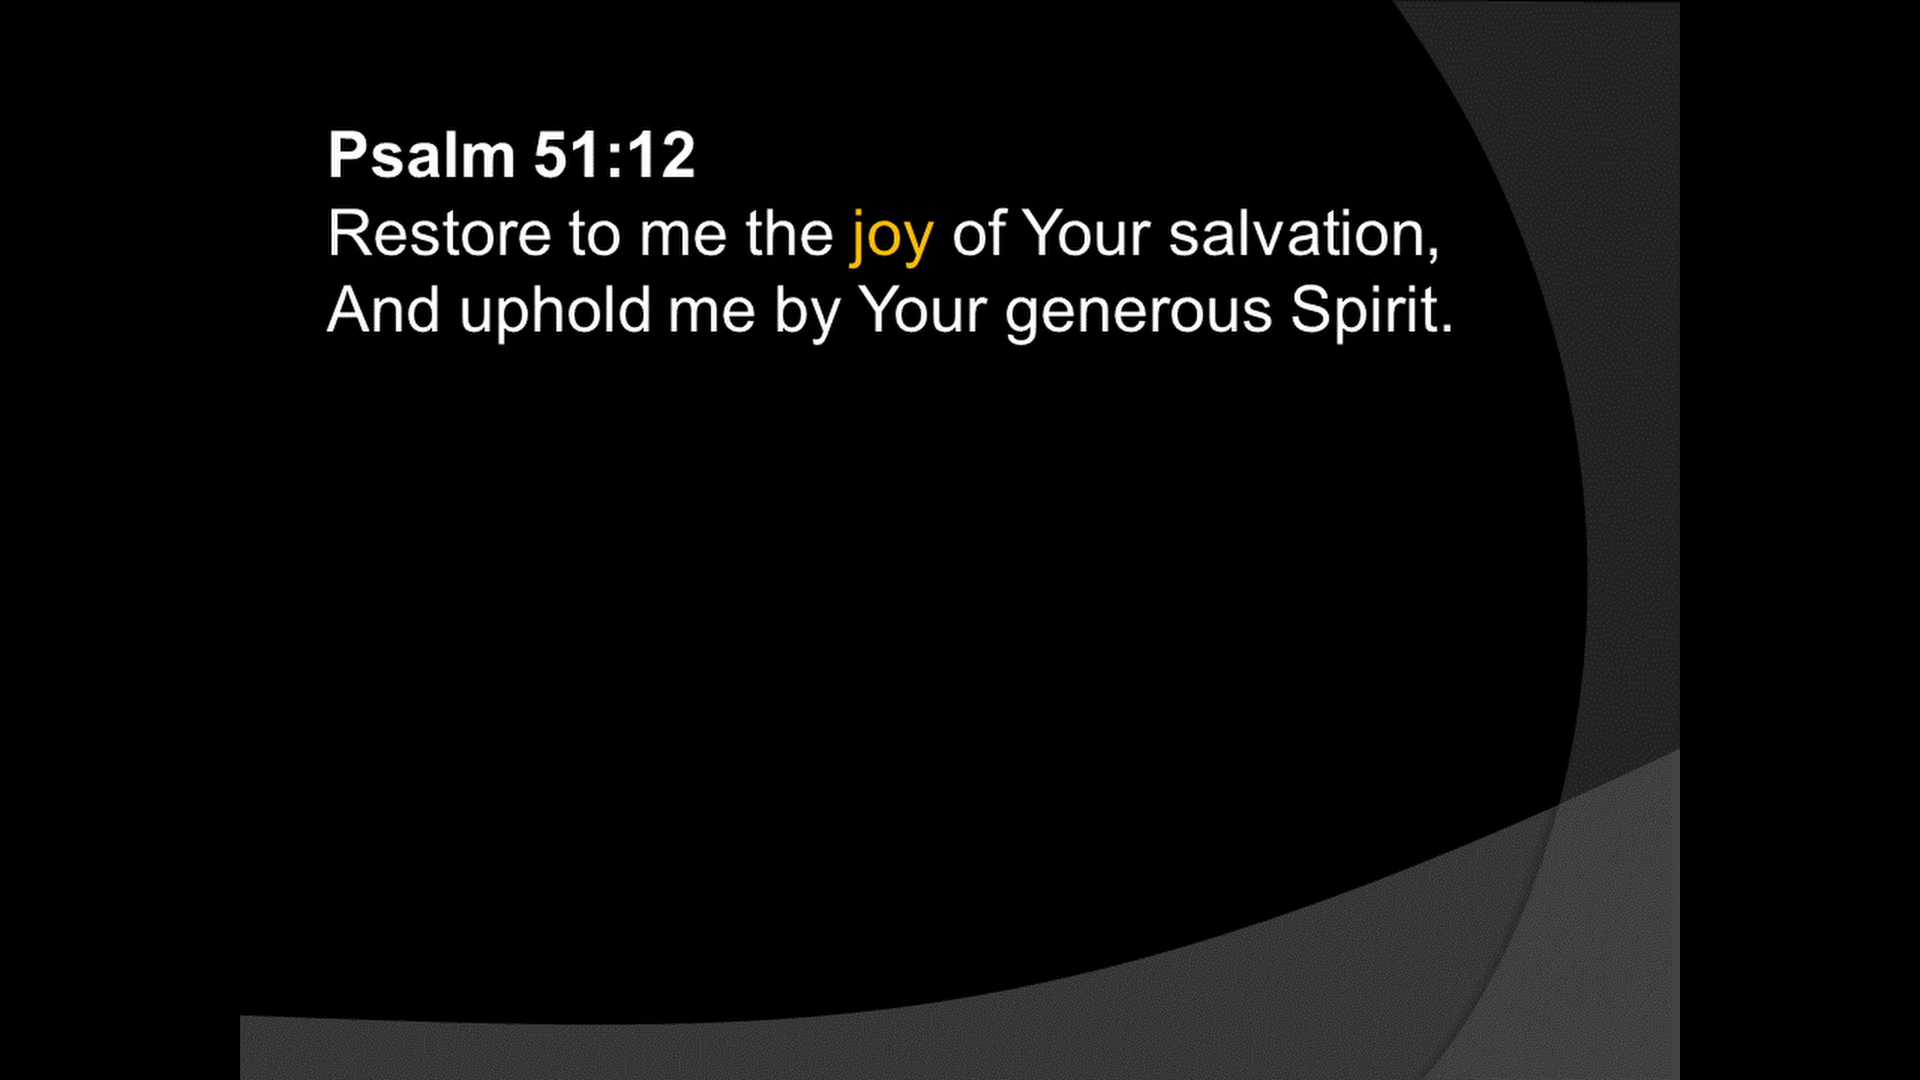 Psalm 51:12
Restore to me the joy of Your salvation,
And uphold me by Your generous Spirit.